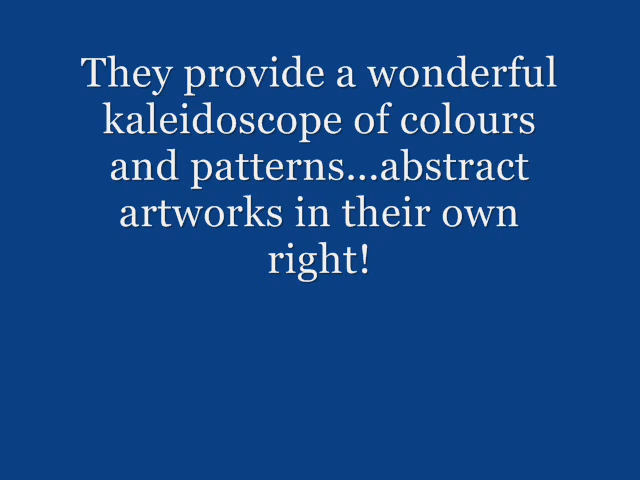 They provide a wonderful
kaleidoscope of colours
and patterns...abstract
artworks in their own
right!